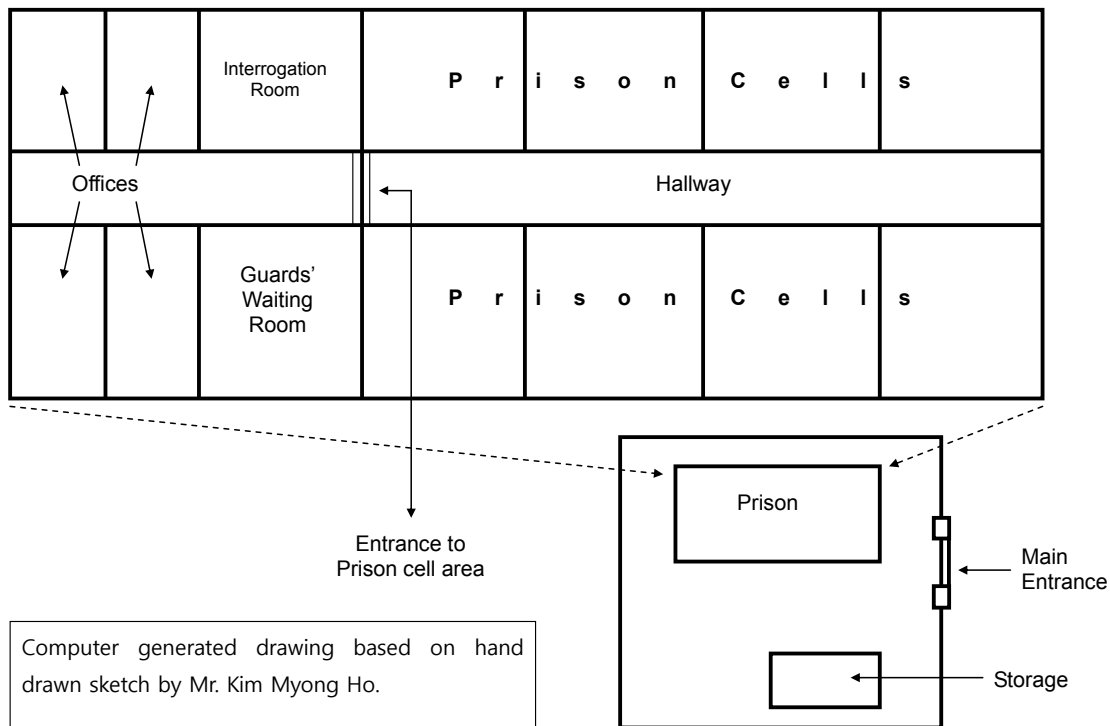 Interrogation
Room
P r i s o n C e l l s
Offices
Hallway
Guards’
Waiting
Room
P r i s o n C e l l s
Prison
Entrance to
Prison cell area
Main
Entrance
Storage
Computer generated drawing based on hand
drawn sketch by Mr. Kim Myong Ho.